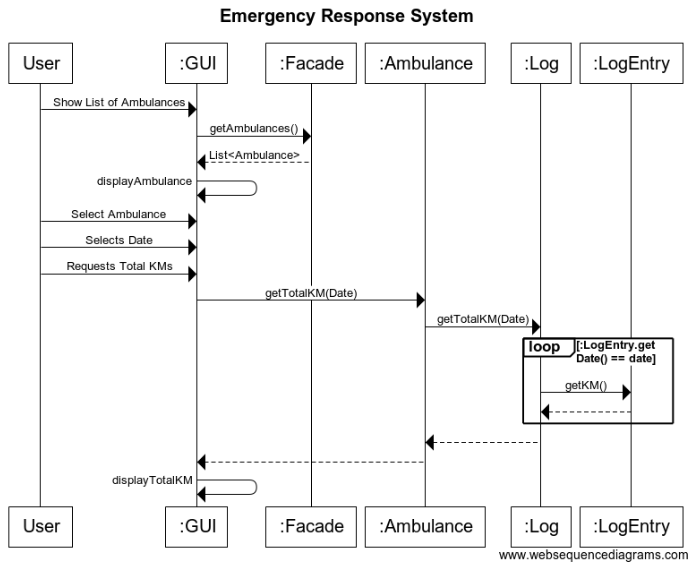 Emergency Response System
User :GUI :Facade :Ambulance :Log :LogEntry
Show List of Ambulances
getAmbulances()
List<Ambulance>
displayAmbulance
Select Ambulance
Selects Date
Requests Total KMs
getTotalKM(Date)
getTotalKM(Date)
loop [:LogEntry.get
Date() == date]
getKM()
displayTotalKM
User :GUI :Facade :Ambulance :Log :LogEntry
www.websequencediagrams.com